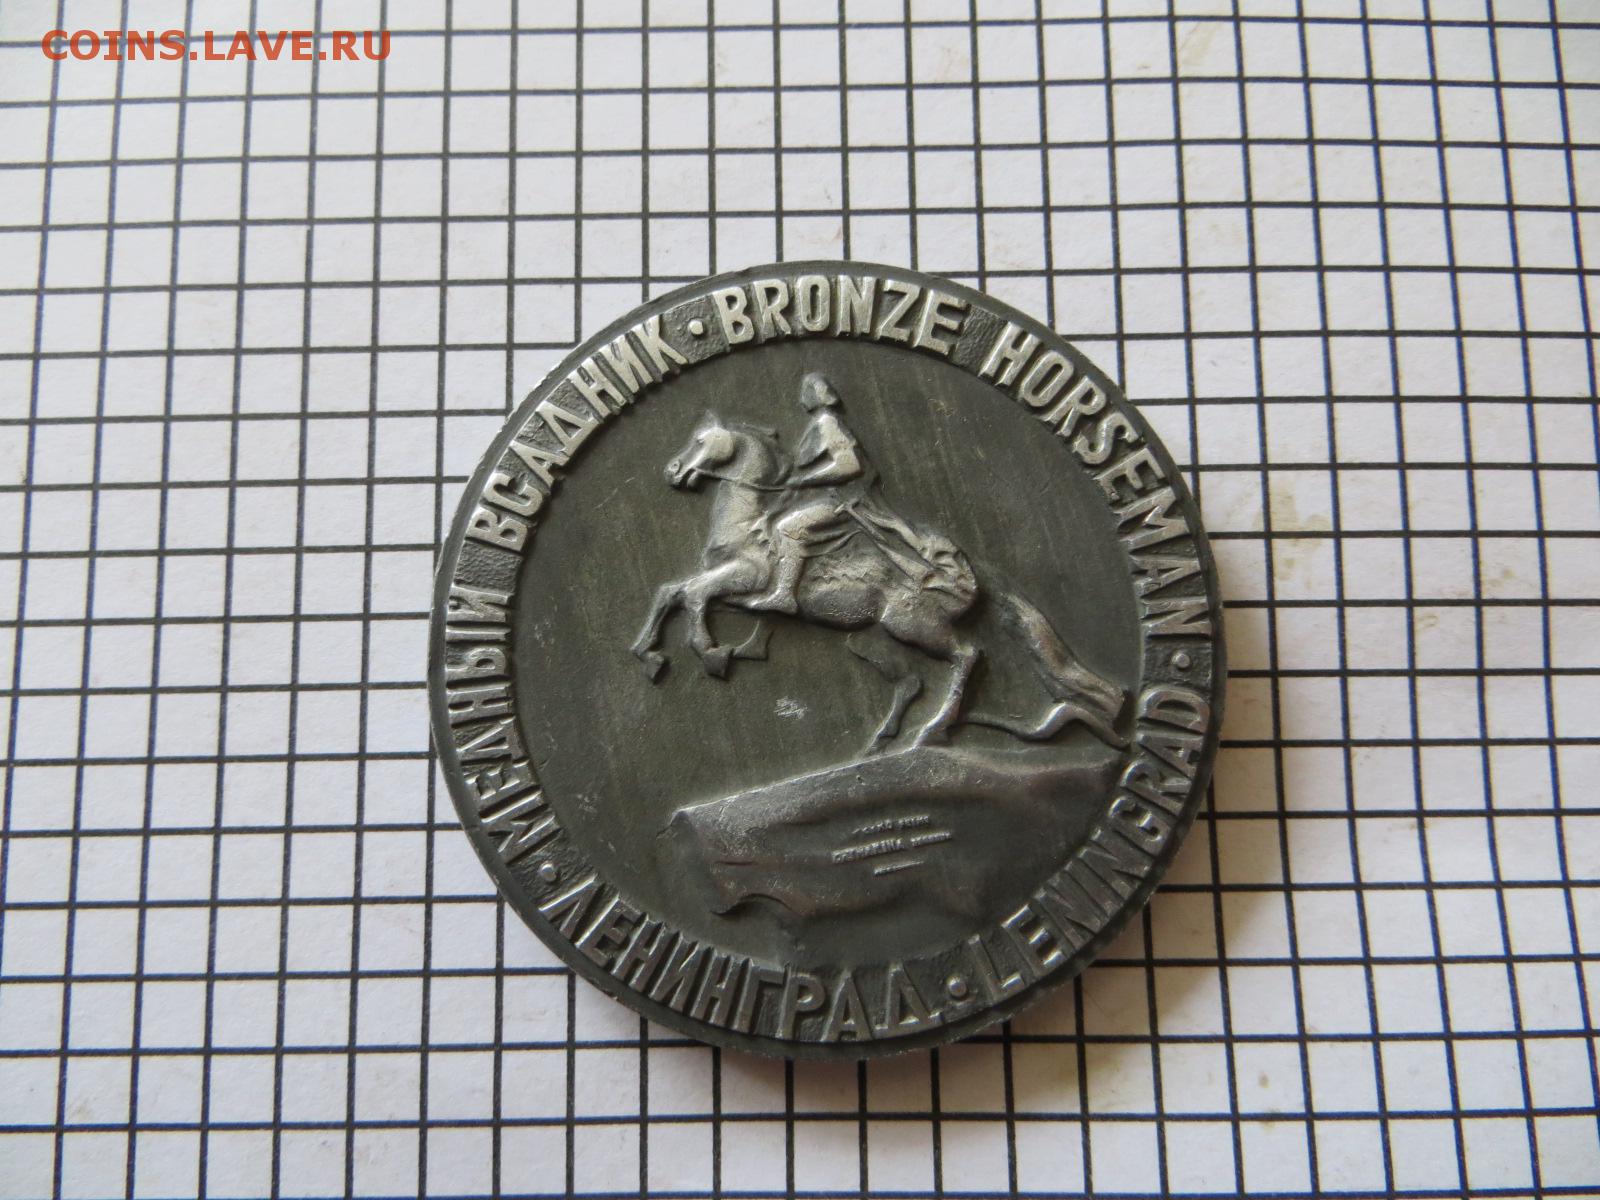 COINS.LAVE.RU
МЕДНЫЙ ВСАДНИК · BRONZE HORSEMAN ·
ЛЕНИНГРАД · LENINGRAD